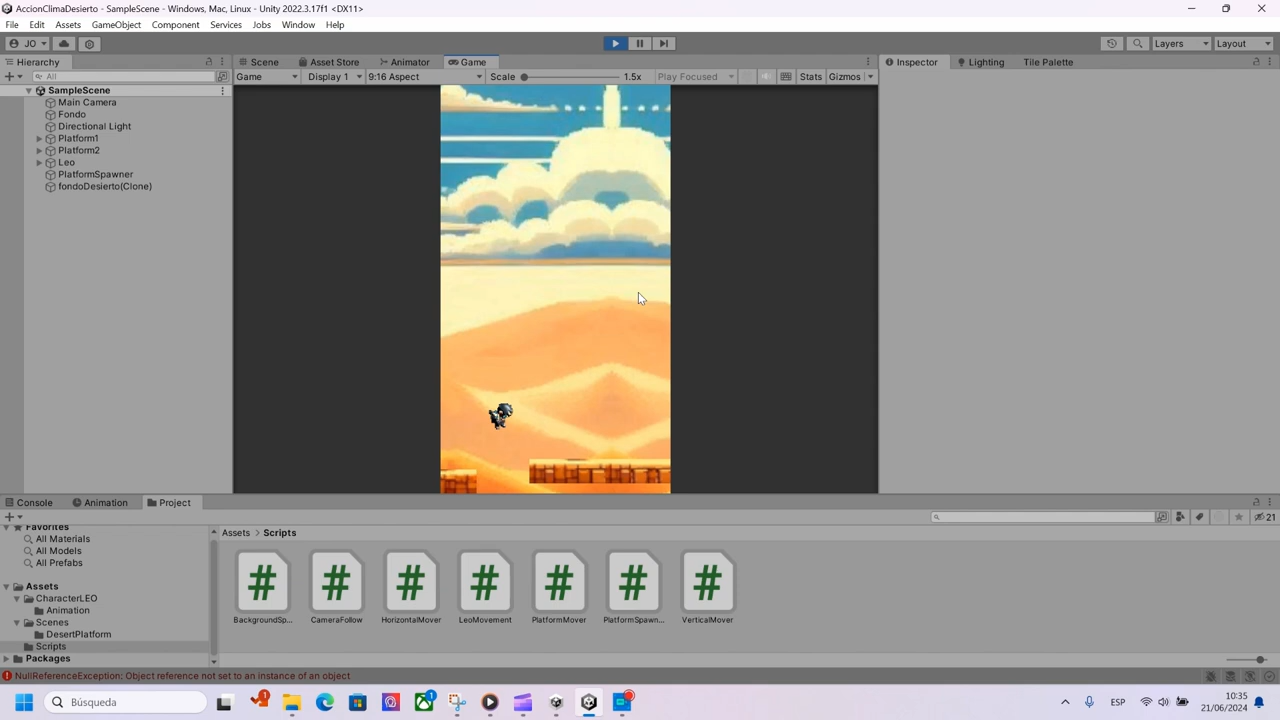 AccionClimaDesierto - SampleScene - Windows, Mac, Linux - Unity 2022.3.17f1 <DX11>
File Edit Assets GameObject Component Services Jobs Window Help
JO Layers Layout
Hierarchy Scene Asset Store Animator Game Inspector Lighting Tile Palette
All Game Display 1 9:16 Aspect Scale 1.5x Play Focused Stats Gizmos
SampleScene
Main Camera
Fondo
Directional Light
Platform1
Platform2
Leo
PlatformSpawner
fondoDesierto(Clone)
Console Animation Project
21
Favorites
All Materials
All Models
All Prefabs
Assets
CharacterLEO
Animation
Scenes
DesertPlatform
Scripts
Packages
Assets > Scripts
BackgroundSp... CameraFollow HorizontalMover LeoMovement PlatformMover PlatformSpawn... VerticalMover
NullReferenceException: Object reference not set to an instance of an object
Búsqueda 1 1 ESP 10:35
21/06/2024